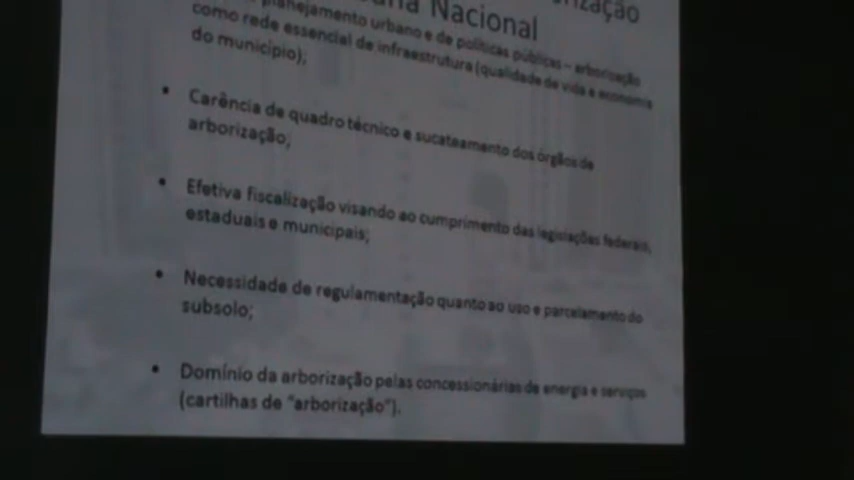 Nacional
planejamento urbano e de políticas públicas – arborização
como rede essencial de infraestrutura (qualidade de vida e economia
do município);
• Carência de quadro técnico e sucateamento dos órgãos de
arborização;
• Efetiva fiscalização visando ao cumprimento das legislações federais,
estaduais e municipais;
• Necessidade de regulamentação quanto ao uso e parcelamento do
subsolo;
• Domínio da arborização pelas concessionárias de energia e serviços
(cartilhas de "arborização").